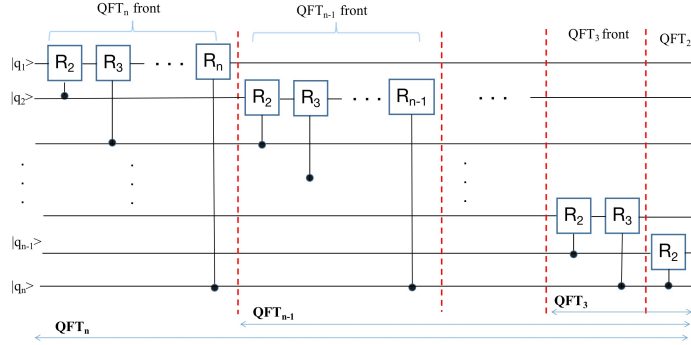 QFTn front
QFTn-1 front
QFT3 front
QFT2
|q1>
R2
R3
. . .
Rn
|q2>
R2
R3
. . .
Rn-1
. . .
|qn-1>
R2
R3
R2
|qn>
QFT3
QFTn-1
QFTn